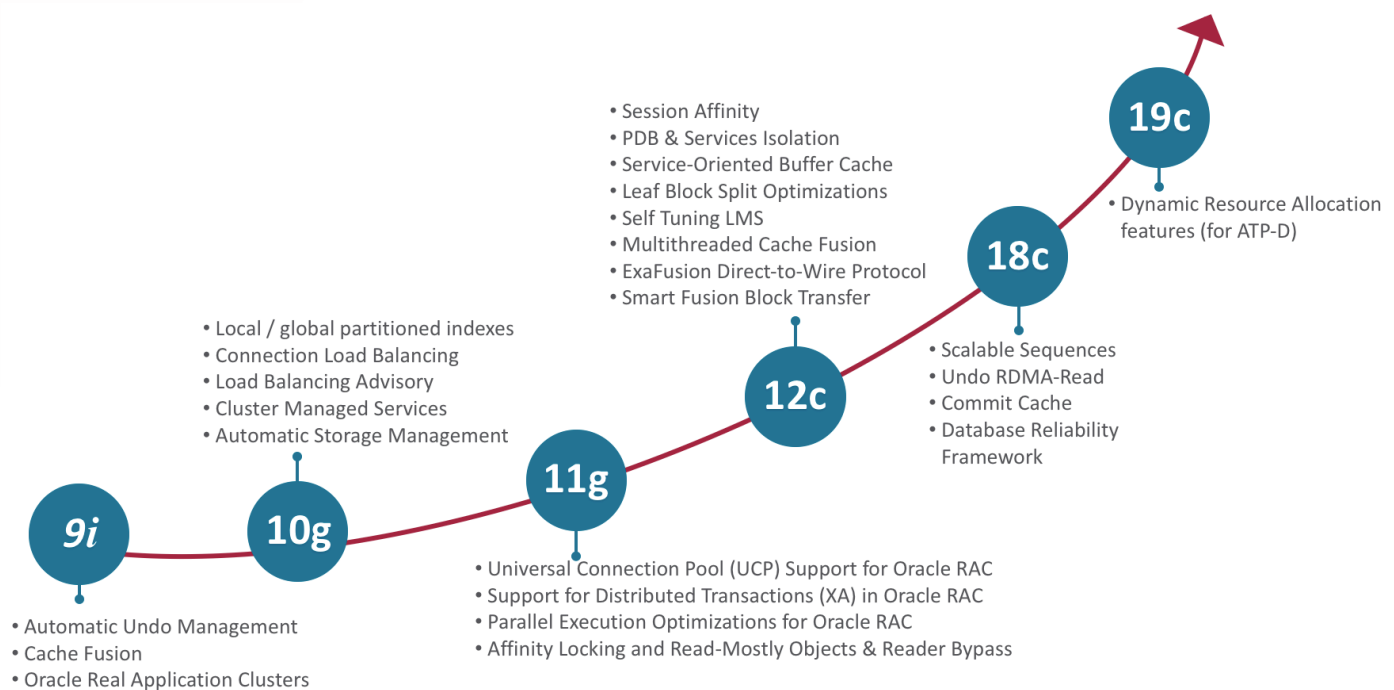 9i
• Automatic Undo Management
• Cache Fusion
• Oracle Real Application Clusters
• Local / global partitioned indexes
• Connection Load Balancing
• Load Balancing Advisory
• Cluster Managed Services
• Automatic Storage Management
10g
11g
• Universal Connection Pool (UCP) Support for Oracle RAC
• Support for Distributed Transactions (XA) in Oracle RAC
• Parallel Execution Optimizations for Oracle RAC
• Affinity Locking and Read-Mostly Objects & Reader Bypass
• Session Affinity
• PDB & Services Isolation
• Service-Oriented Buffer Cache
• Leaf Block Split Optimizations
• Self Tuning LMS
• Multithreaded Cache Fusion
• ExaFusion Direct-to-Wire Protocol
• Smart Fusion Block Transfer
12c
18c
• Scalable Sequences
• Undo RDMA-Read
• Commit Cache
• Database Reliability
Framework
19c
• Dynamic Resource Allocation
features (for ATP-D)